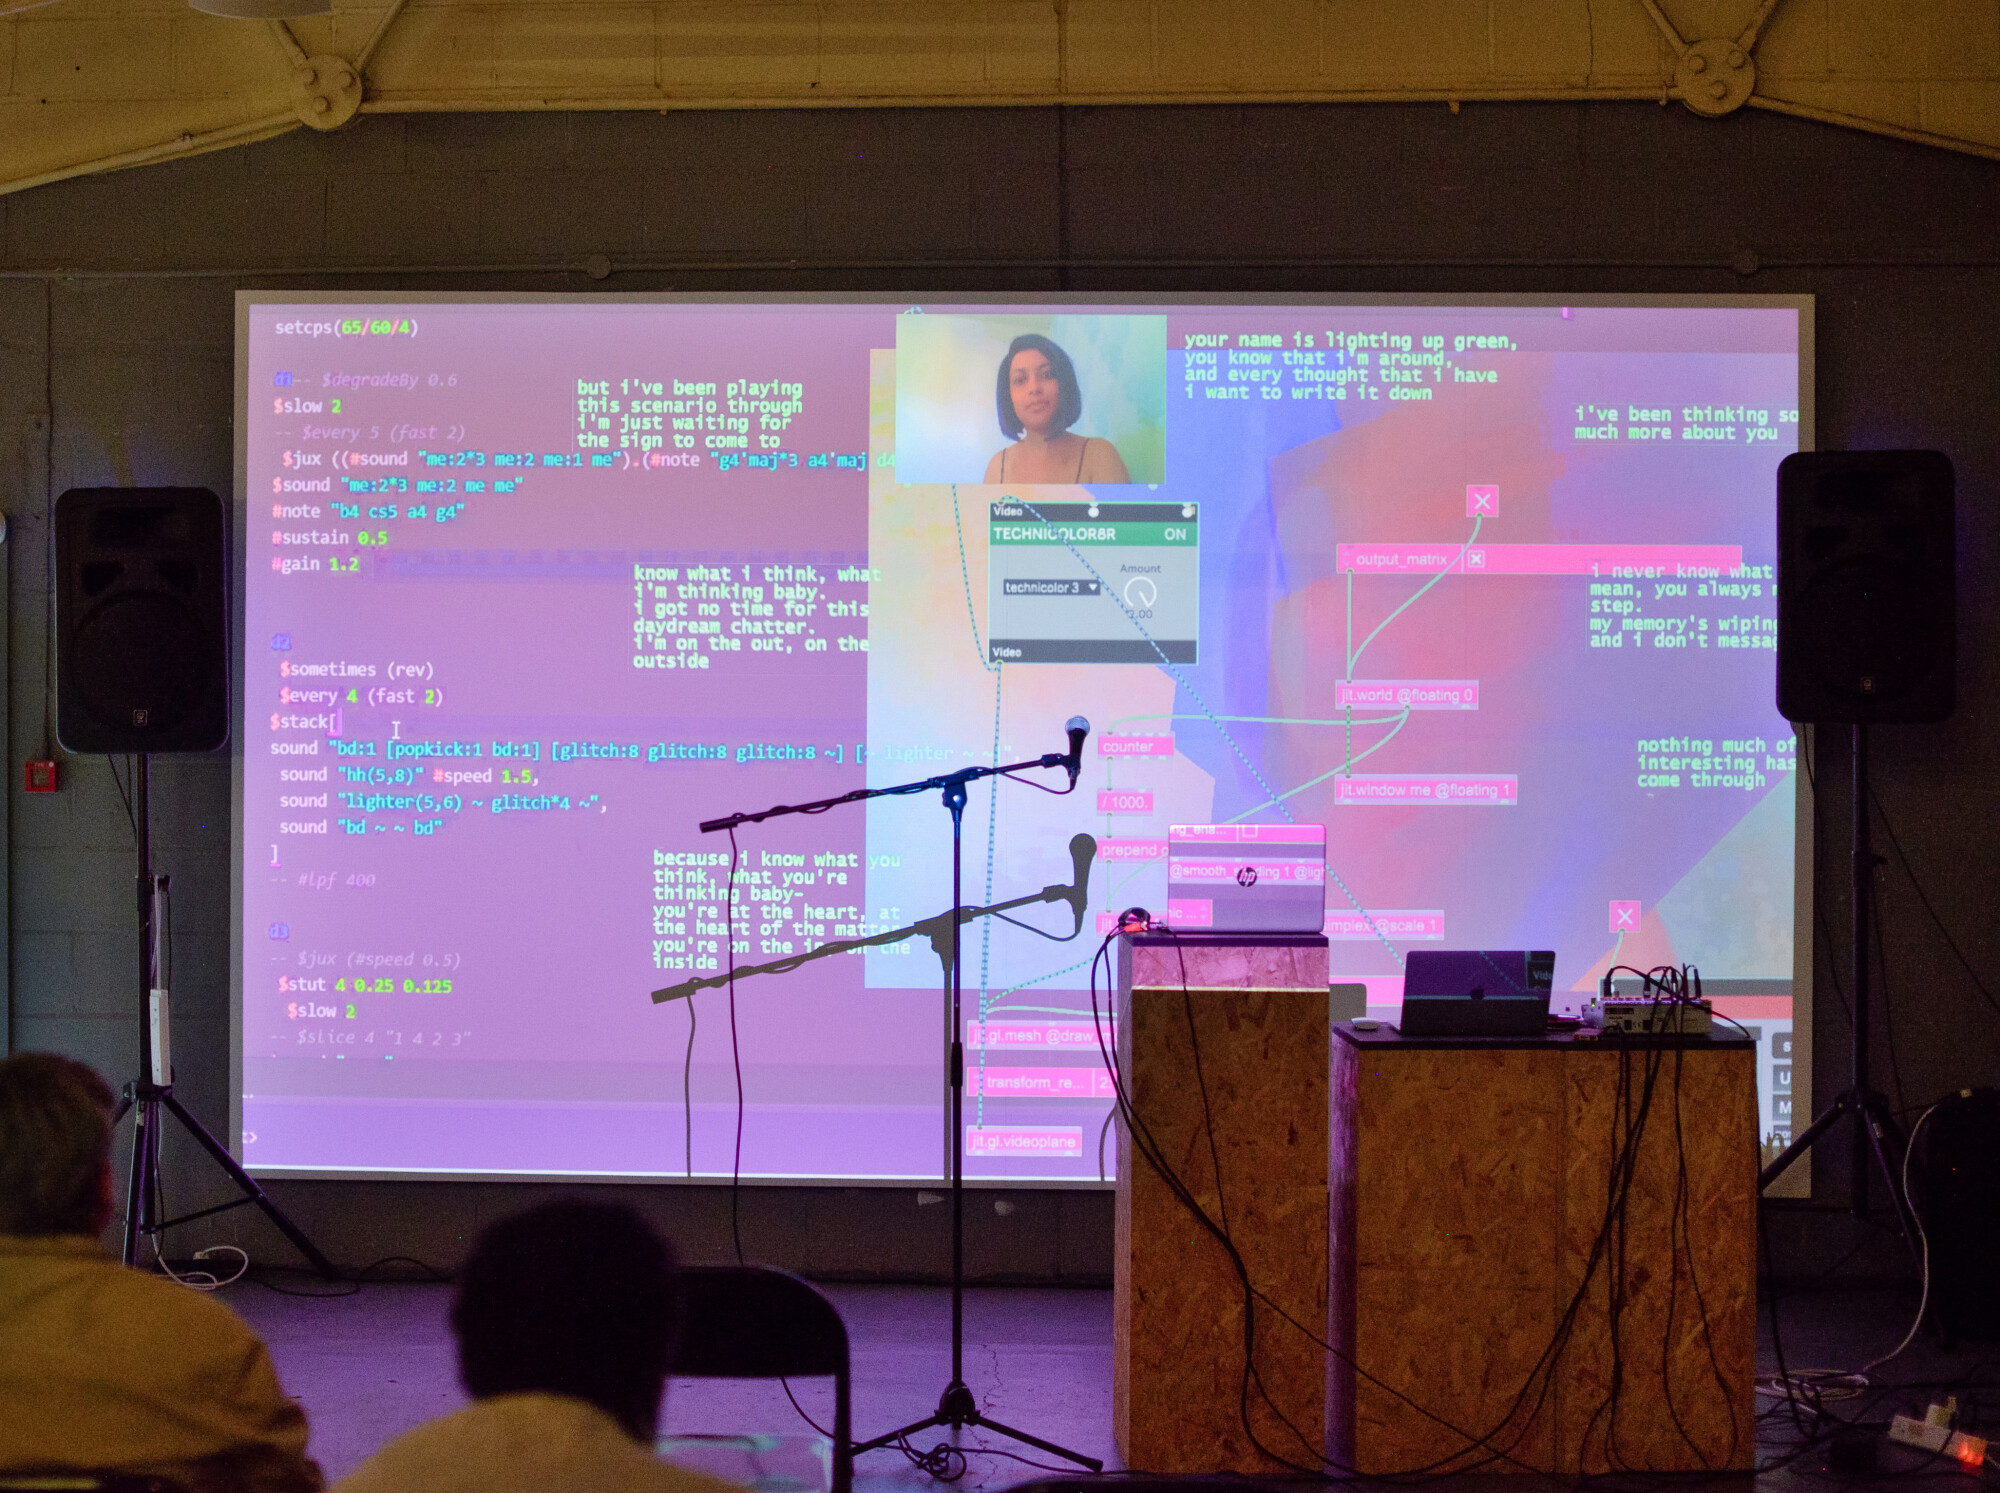 setcps(65/60/4)
d1 -- $degradeBy 0.6
$slow 2
-- $every 5 (fast 2)
$jux ((#sound "me:2*3 me:2 me:1 me").(#note "g4'maj*3 a4'maj d4
$sound "me:2*3 me:2 me me"
#note "b4 cs5 a4 g4"
#sustain 0.5
#gain 1.2
d2
$sometimes (rev)
$every 4 (fast 2)
$stack[
sound "bd:1 [popkick:1 bd:1] [glitch:8 glitch:8 glitch:8 ~] [~ lighter ~ ~]",
sound "hh(5,8)" #speed 1.5,
sound "lighter(5,6) ~ glitch*4 ~",
sound "bd ~ ~ bd"
]
-- #lpf 400
d3
-- $jux (#speed 0.5)
$stut 4 0.25 0.125
$slow 2
-- $slice 4 "1 4 2 3"
t>
but i've been playing
this scenario through
i'm just waiting for
the sign to come to
know what i think, what
i'm thinking baby.
i got no time for this
daydream chatter.
i'm on the out, on the
outside
because i know what you
think, what you're
thinking baby-
you're at the heart, at
the heart of the matter
you're on the in, on the
inside
your name is lighting up green,
you know that i'm around,
and every thought that i have
i want to write it down
i've been thinking so
much more about you
i never know what
mean, you always
step.
my memory's wiping
and i don't messag
nothing much of
interesting has
come through
Video
TECHNICOLOR8R ON
Amount
technicolor 3
2.00
Video
output_matrix
jit.world @floating 0
jit.window me @floating 1
counter
/ 1000.
prepend
ng_ena...
@smooth_ ding 1 @ligh
hp
@scale 1
jit.gl.mesh @draw
transform_re... 2
jit.gl.videoplane